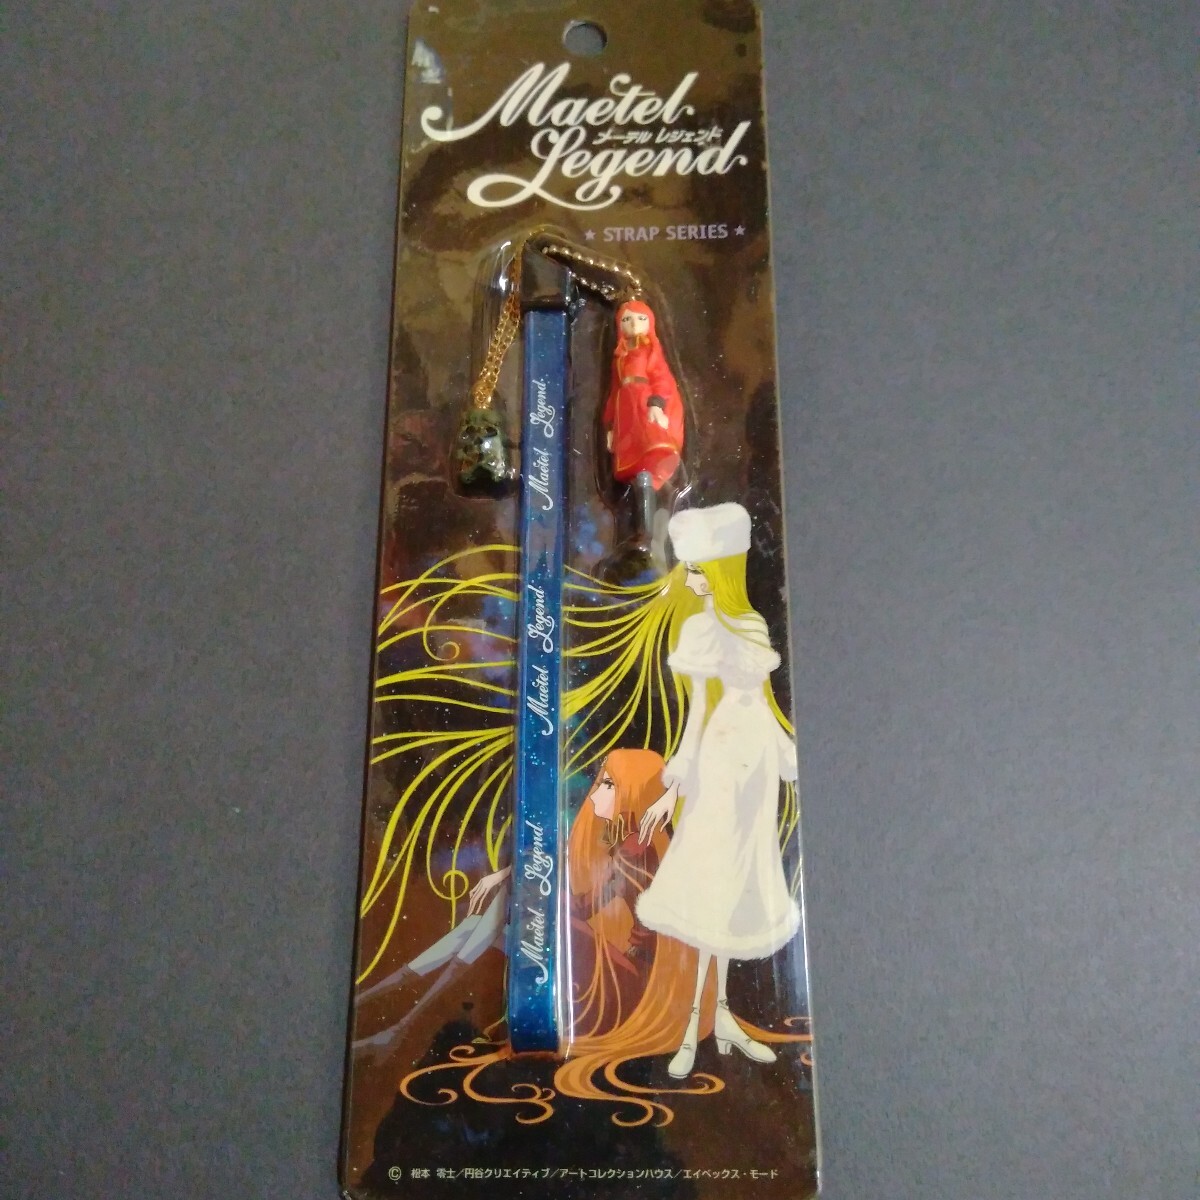 Maetel
メーテル レジェンド
Legend
★ STRAP SERIES ★
Maetel Legend
Maetel Legend
Maetel Legend
© 松本 零士/円谷クリエイティブ/アートコレクションハウス/エイベックス・モード